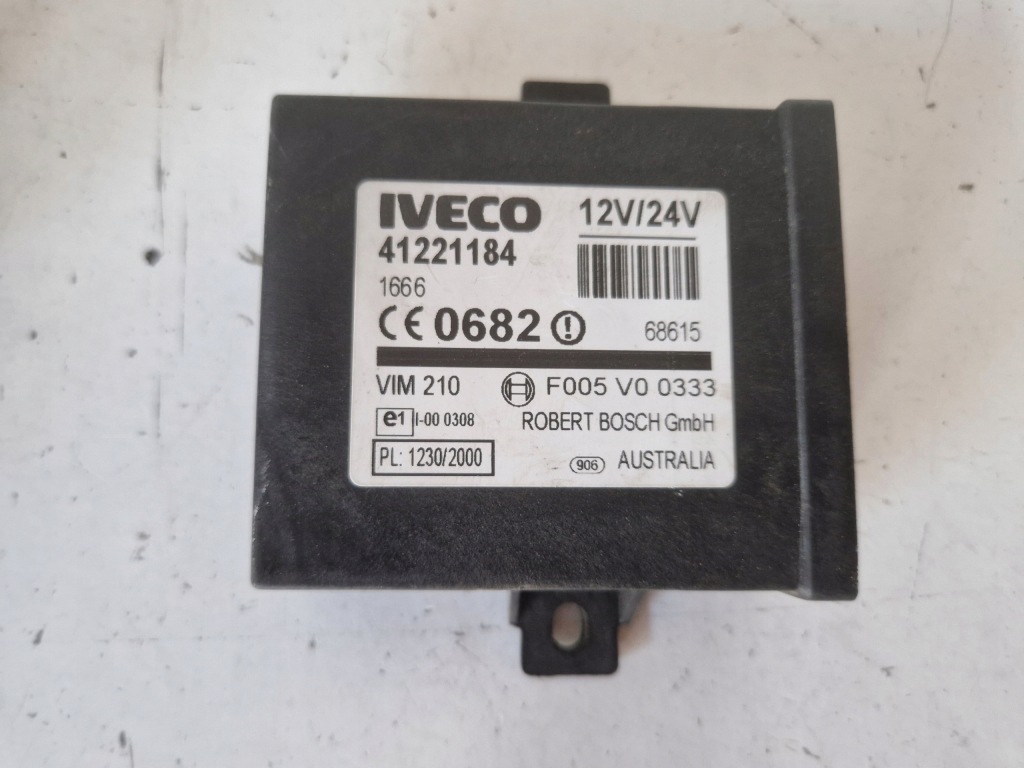 IVECO 12V/24V
41221184
1666
CE 0682 68615
VIM 210 F005 V0 0333
e1 I-00 0308 ROBERT BOSCH GmbH
PL: 1230/2000 906 AUSTRALIA